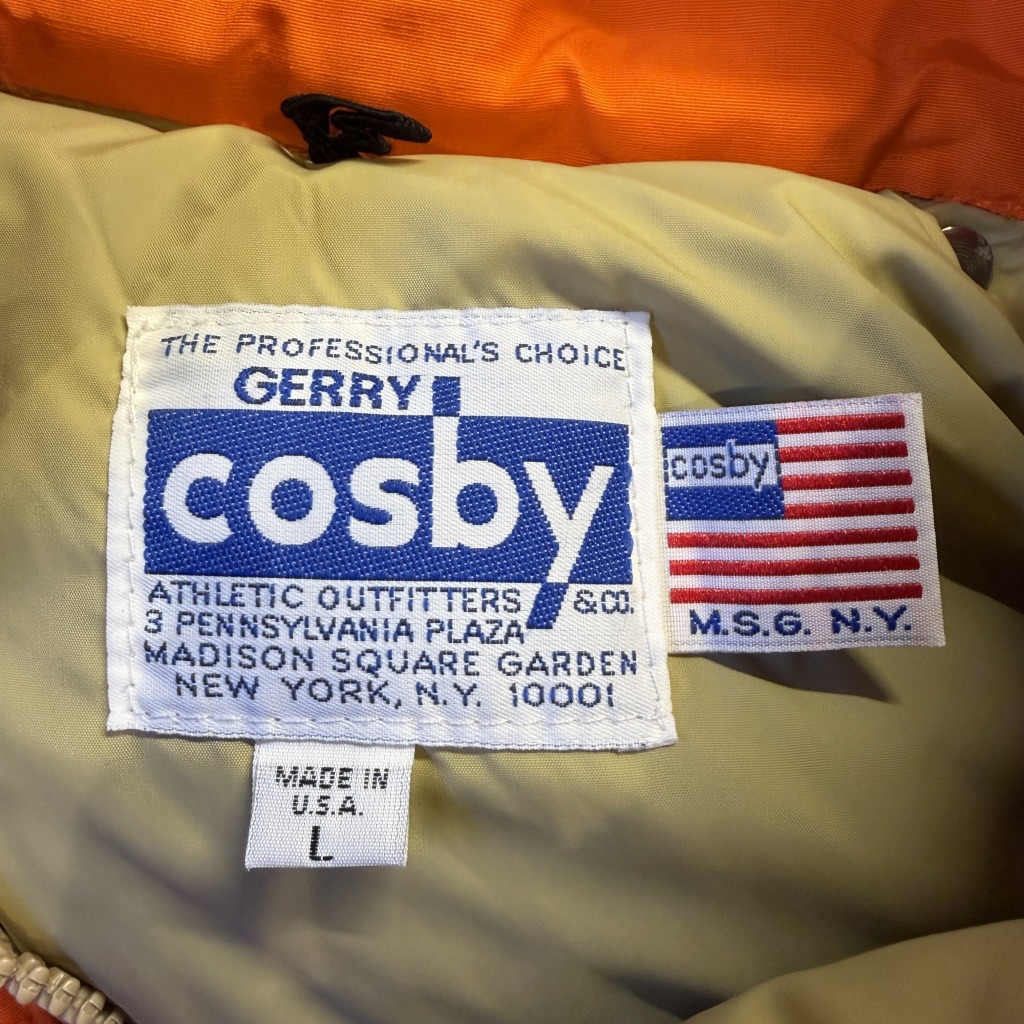 THE PROFESSIONAL'S CHOICE
GERRY
cosby
ATHLETIC OUTFITTERS & CO.
3 PENNSYLVANIA PLAZA
MADISON SQUARE GARDEN
NEW YORK, N.Y. 10001
cosby
M.S.G. N.Y.
MADE IN
U.S.A.
L